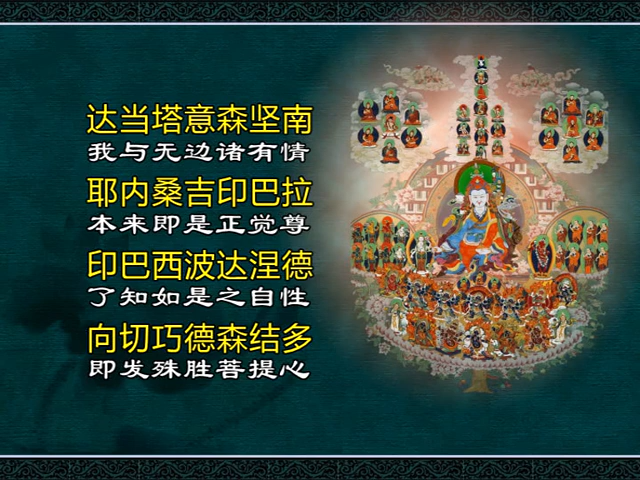 达当塔意森坚南
我与无边诸有情
耶内桑吉印巴拉
本来即是正觉尊
印巴西波达涅德
了知如是之自性
向切巧德森结多
即发殊胜菩提心